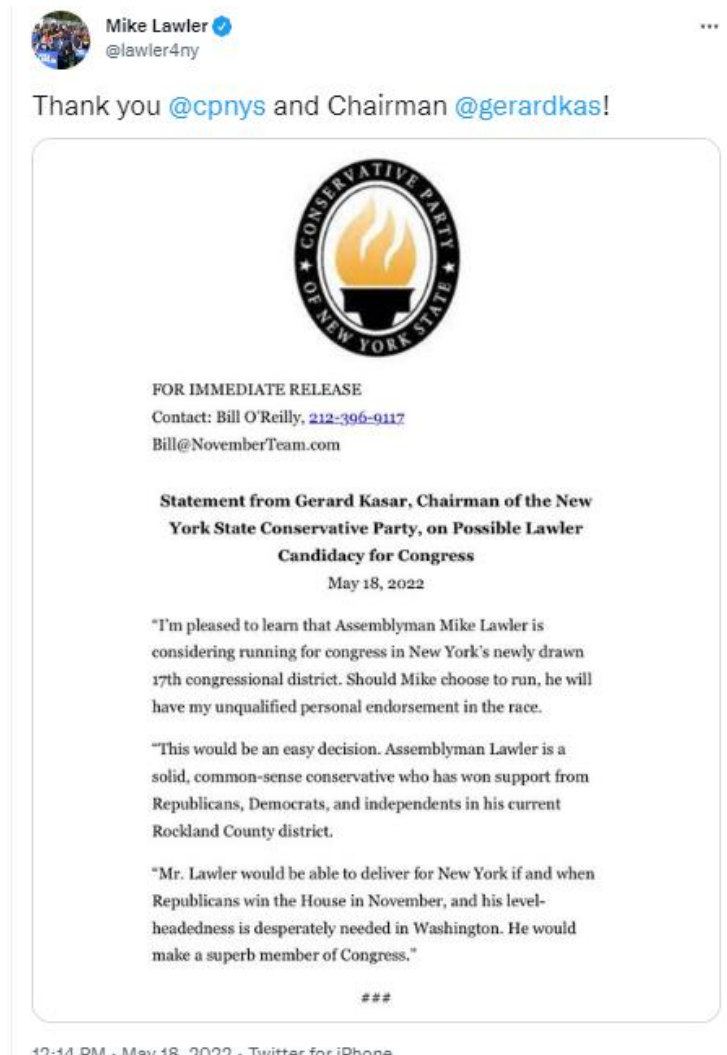 Mike Lawler
@lawler4ny
Thank you @cpnys and Chairman @gerardkas!
CONSERVATIVE PARTY
OF NEW YORK STATE
FOR IMMEDIATE RELEASE
Contact: Bill O'Reilly, 212-396-9117
Bill@NovemberTeam.com
Statement from Gerard Kasar, Chairman of the New
York State Conservative Party, on Possible Lawler
Candidacy for Congress
May 18, 2022
"I'm pleased to learn that Assemblyman Mike Lawler is
considering running for congress in New York's newly drawn
17th congressional district. Should Mike choose to run, he will
have my unqualified personal endorsement in the race.
"This would be an easy decision. Assemblyman Lawler is a
solid, common-sense conservative who has won support from
Republicans, Democrats, and independents in his current
Rockland County district.
"Mr. Lawler would be able to deliver for New York if and when
Republicans win the House in November, and his level-
headedness is desperately needed in Washington. He would
make a superb member of Congress."
###
12:14 PM · May 18, 2022 · Twitter for iPhone